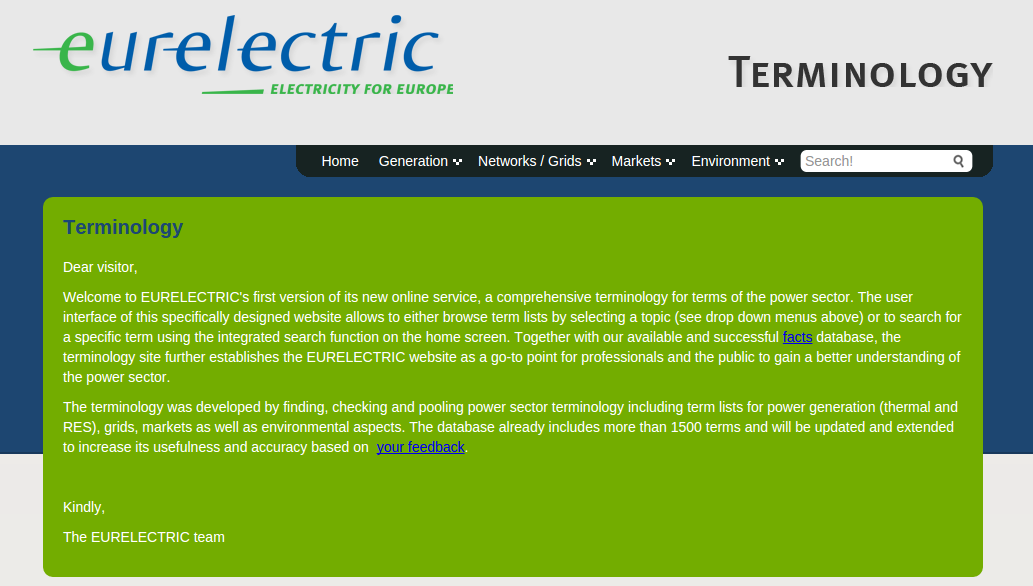 eurelectric
ELECTRICITY FOR EUROPE
TERMINOLOGY
Home Generation Networks / Grids Markets Environment Search!
Terminology
Dear visitor,
Welcome to EURELECTRIC's first version of its new online service, a comprehensive terminology for terms of the power sector. The user
interface of this specifically designed website allows to either browse term lists by selecting a topic (see drop down menus above) or to search for
a specific term using the integrated search function on the home screen. Together with our available and successful facts database, the
terminology site further establishes the EURELECTRIC website as a go-to point for professionals and the public to gain a better understanding of
the power sector.
The terminology was developed by finding, checking and pooling power sector terminology including term lists for power generation (thermal and
RES), grids, markets as well as environmental aspects. The database already includes more than 1500 terms and will be updated and extended
to increase its usefulness and accuracy based on your feedback.
Kindly,
The EURELECTRIC team